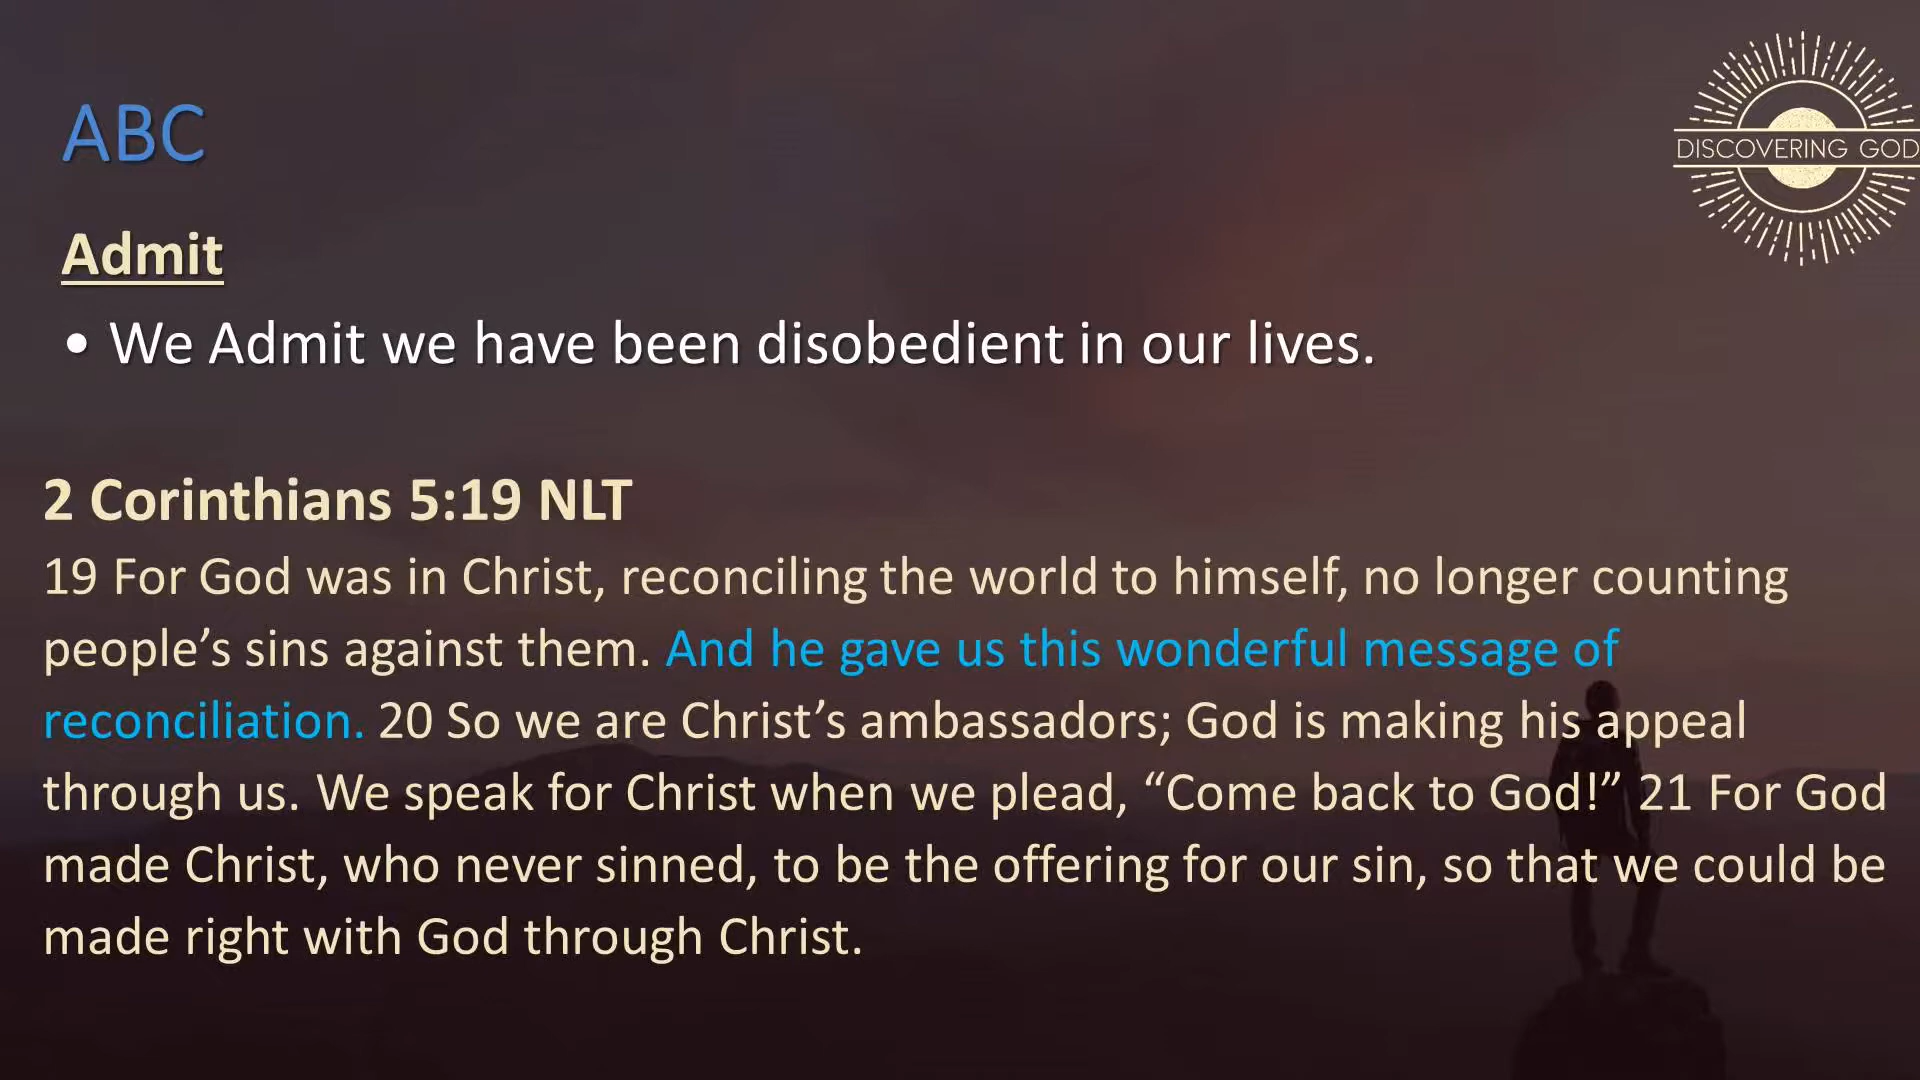 ABC
DISCOVERING GOD
Admit
• We Admit we have been disobedient in our lives.
2 Corinthians 5:19 NLT
19 For God was in Christ, reconciling the world to himself, no longer counting
people’s sins against them. And he gave us this wonderful message of
reconciliation. 20 So we are Christ’s ambassadors; God is making his appeal
through us. We speak for Christ when we plead, “Come back to God!” 21 For God
made Christ, who never sinned, to be the offering for our sin, so that we could be
made right with God through Christ.